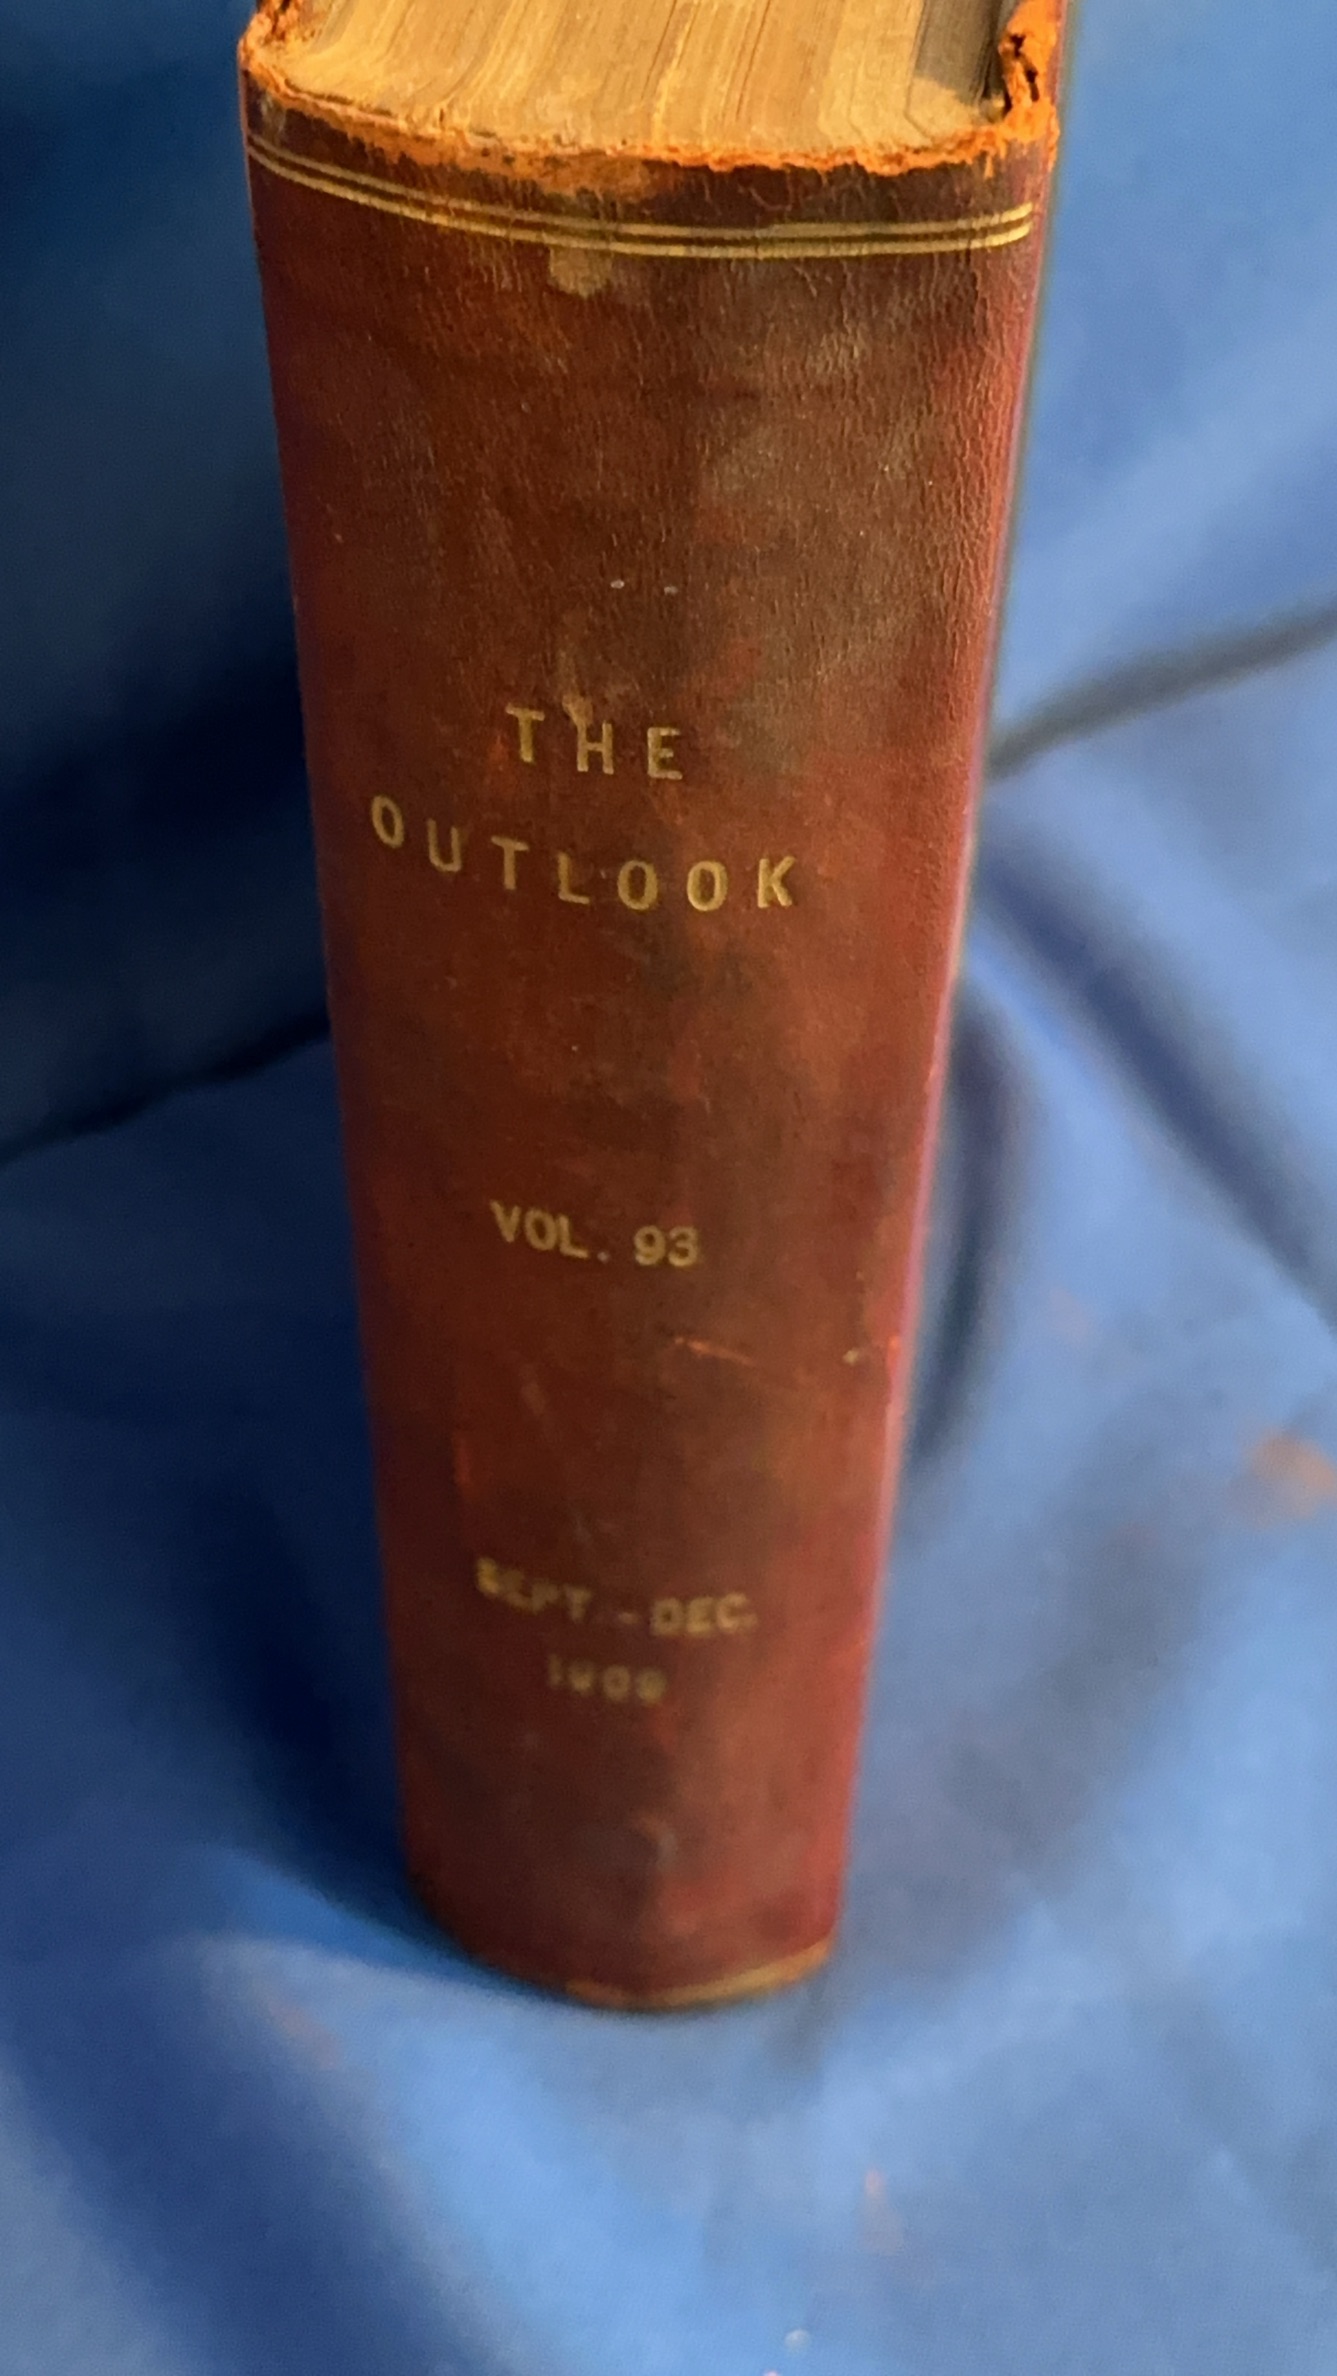 THE
OUTLOOK
VOL. 93
SEPT. - DEC.
1909